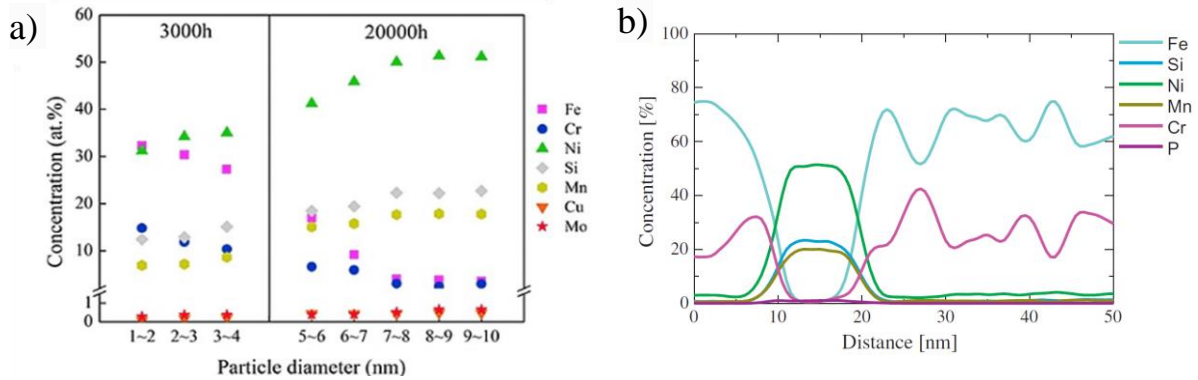 a)
3000h 20000h
Concentration (at.%)
60
50
40
30
20
10
1
0
1~2 2~3 3~4 5~6 6~7 7~8 8~9 9~10
Particle diameter (nm)
Fe
Cr
Ni
Si
Mn
Cu
Mo
b)
Concentration [%]
100
80
60
40
20
0
0 10 20 30 40 50
Distance [nm]
Fe
Si
Ni
Mn
Cr
P